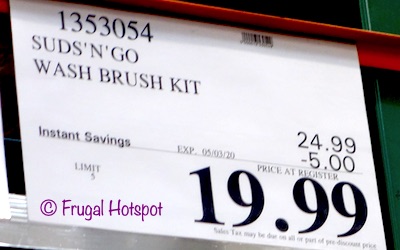 1353054
SUDS'N'GO
WASH BRUSH KIT
Instant Savings
EXP. 05/03/20
24.99
-5.00
LIMIT
5
PRICE AT REGISTER
19.99
Sales Tax may be due on all or part of pre-discount price.
© Frugal Hotspot